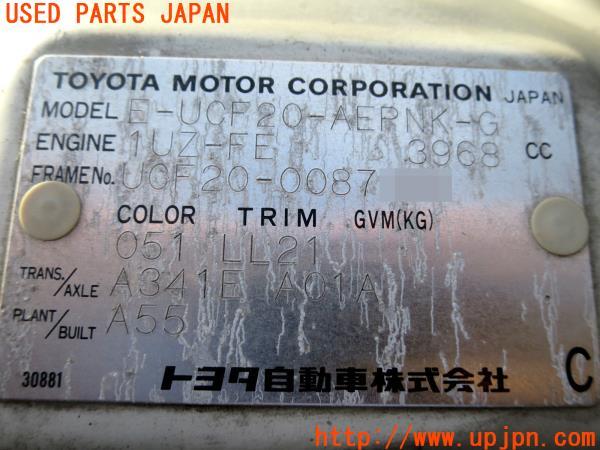 USED PARTS JAPAN
TOYOTA MOTOR CORPORATION JAPAN
MODEL E-UCF20-AEPNK-G
ENGINE 1UZ-FE 3968 CC
FRAME No. UCF20-0087
COLOR TRIM GVM(KG)
051 LL21
TRANS./AXLE A341E A01A
PLANT/BUILT A55
30881 トヨタ自動車株式会社 C
http://www.upjpn.com